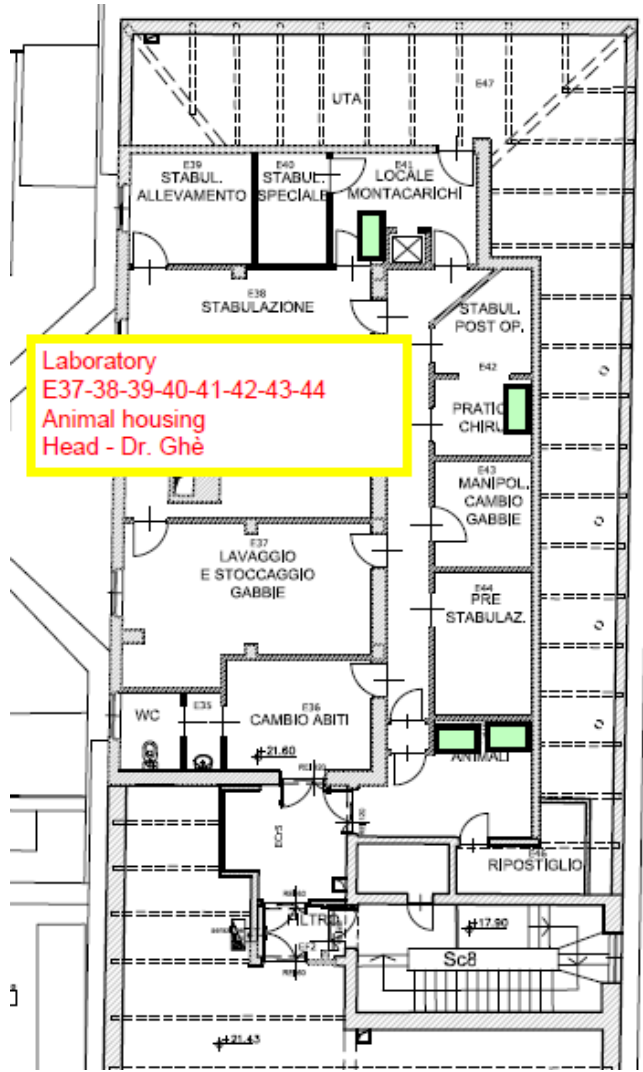 UTA
E47
E39
STABUL.
ALLEVAMENTO
E40
STABUL.
SPECIALE
E41
LOCALE
MONTACARICHI
E38
STABULAZIONE
STABUL.
POST OP.
E42
Laboratory
E37-38-39-40-41-42-43-44
Animal housing
Head - Dr. Ghè
PRATIC
CHIRU
E43
MANIPOL.
CAMBIO
GABBIE
E37
LAVAGGIO
E STOCCAGGIO
GABBIE
E44
PRE
STABULAZ.
WC
E35
E36
CAMBIO ABITI
+21.60
ANIMALI
E46
RIPOSTIGLIO
FILTRO
EF2
+17.90
Sc8
+21.43